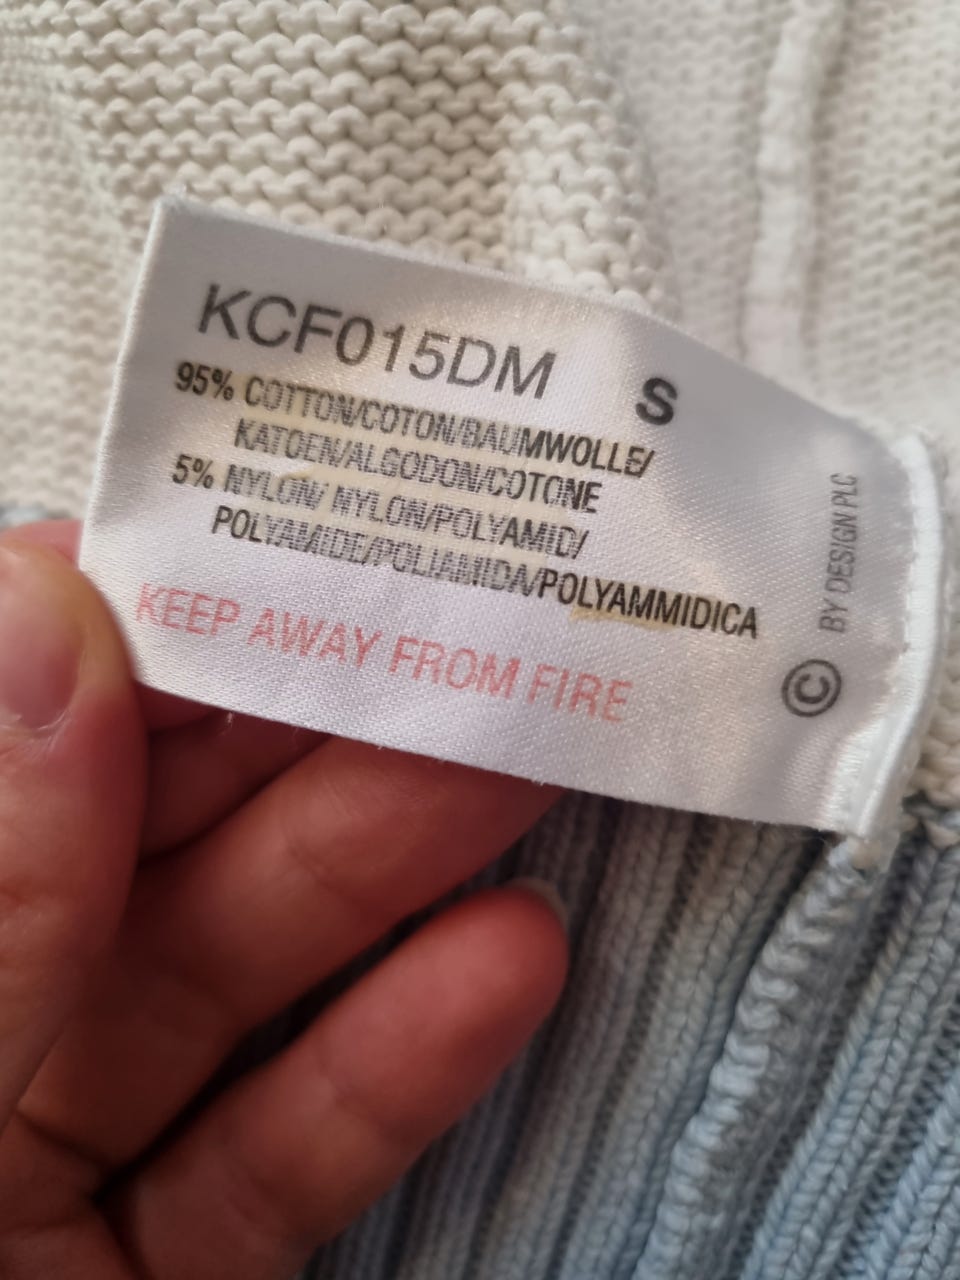 KCF015DM S
95% COTTON/COTON/BAUMWOLLE/
KATOEN/ALGODON/COTONE
5% NYLON/ NYLON/POLYAMID/
POLYAMIDE/POLIAMIDA/POLYAMMIDICA
KEEP AWAY FROM FIRE
© BY DESIGN PLC